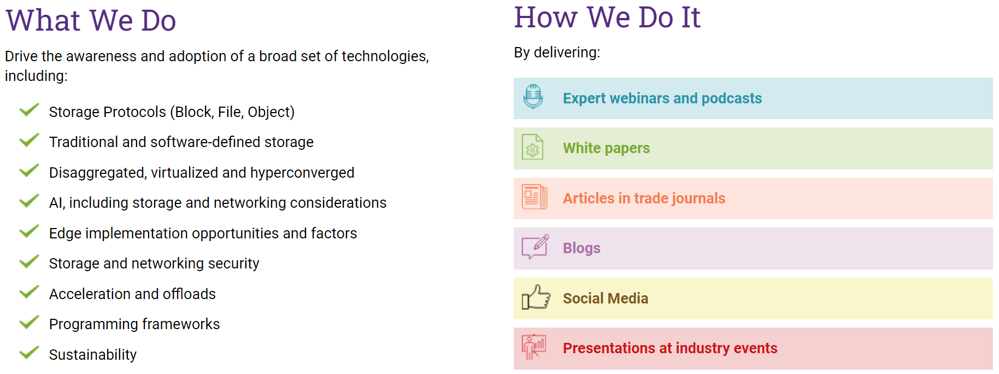 What We Do
Drive the awareness and adoption of a broad set of technologies,
including:
Storage Protocols (Block, File, Object)
Traditional and software-defined storage
Disaggregated, virtualized and hyperconverged
AI, including storage and networking considerations
Edge implementation opportunities and factors
Storage and networking security
Acceleration and offloads
Programming frameworks
Sustainability
How We Do It
By delivering:
Expert webinars and podcasts
White papers
Articles in trade journals
Blogs
Social Media
Presentations at industry events